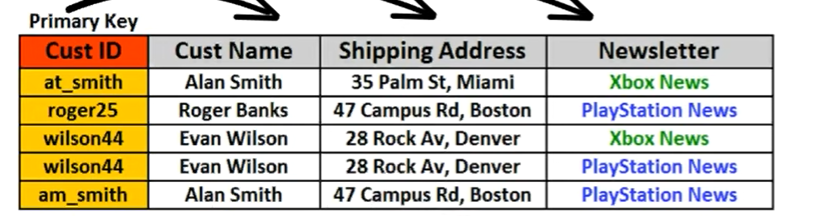 Primary Key
Cust ID Cust Name Shipping Address Newsletter
at_smith Alan Smith 35 Palm St, Miami Xbox News
roger25 Roger Banks 47 Campus Rd, Boston PlayStation News
wilson44 Evan Wilson 28 Rock Av, Denver Xbox News
wilson44 Evan Wilson 28 Rock Av, Denver PlayStation News
am_smith Alan Smith 47 Campus Rd, Boston PlayStation News